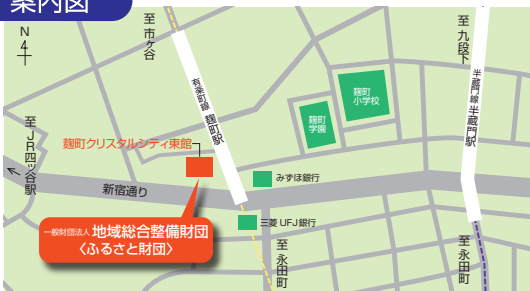 案内図
N
4
至市ヶ谷
至九段下
有楽町線 麹町駅
半蔵門線 半蔵門駅
麹町
小学校
麹町
学園
至JR四ッ谷駅
麹町クリスタルシティ東館
みずほ銀行
新宿通り
三菱UFJ銀行
一般財団法人 地域総合整備財団
〈ふるさと財団〉
至永田町
至永田町